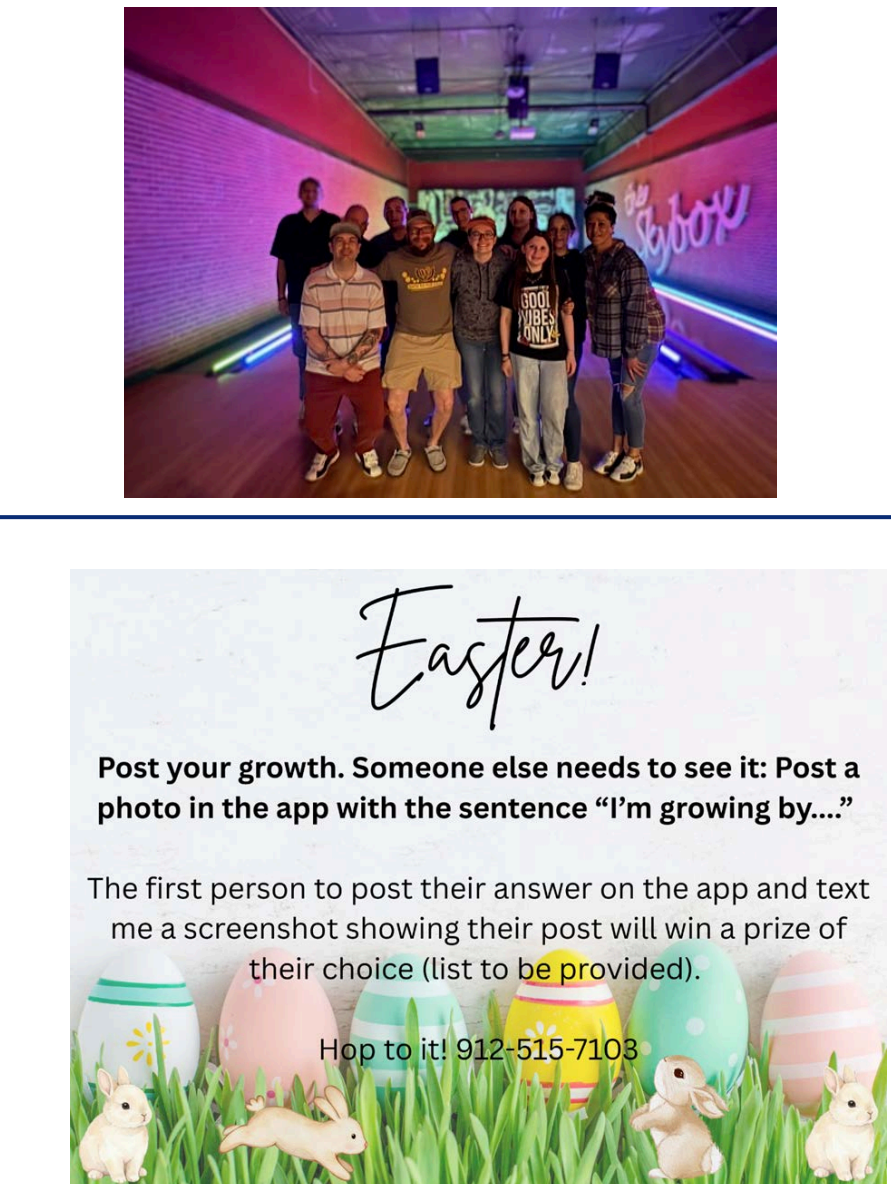 Skybox
GOOD
VIBES
ONLY
Easter!
Post your growth. Someone else needs to see it: Post a
photo in the app with the sentence “I’m growing by....”
The first person to post their answer on the app and text
me a screenshot showing their post will win a prize of
their choice (list to be provided).
Hop to it! 912-515-7103